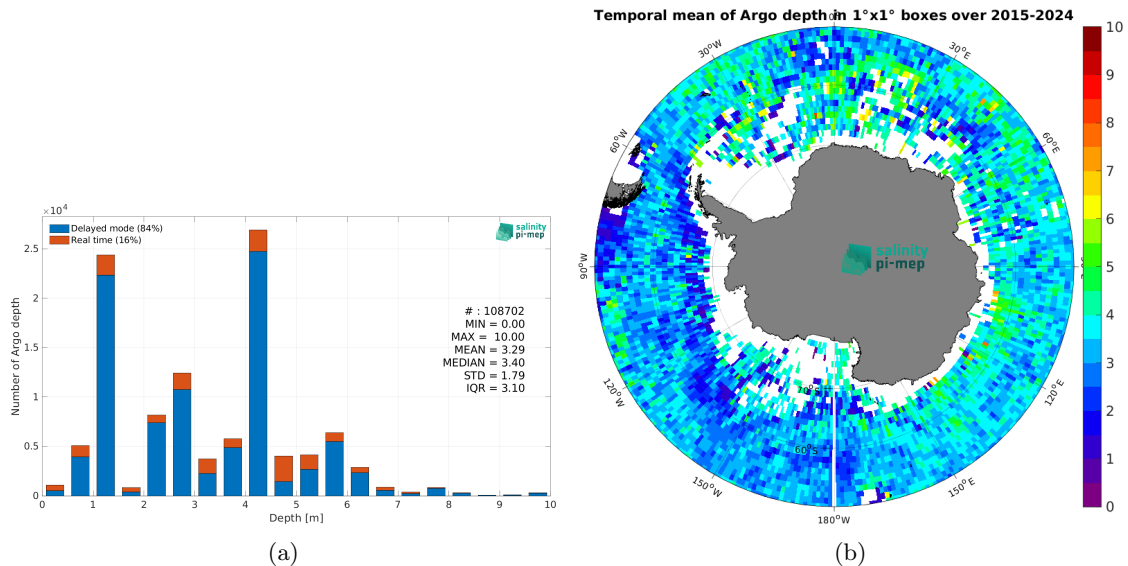 Temporal mean of Argo depth in 1°x1° boxes over 2015-2024
×10⁴
Delayed mode (84%)
Real time (16%)
salinity
pi-mep
# : 108702
MIN = 0.00
MAX = 10.00
MEAN = 3.29
MEDIAN = 3.40
STD = 1.79
IQR = 3.10
Number of Argo depth
2.5
2
1.5
1
0.5
0
1 2 3 4 5 6 7 8 9 10
Depth [m]
(a)
30°W
30°E
60°W
60°E
90°W
120°W
120°E
150°W
150°E
180°W
70°S
60°S
salinity
pi-mep
10
9
8
7
6
5
4
3
2
1
0
(b)